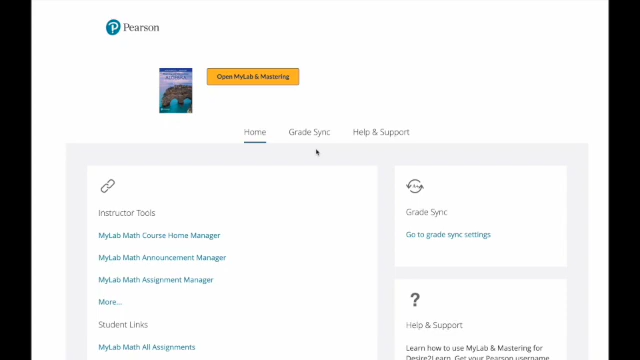 Pearson
Open MyLab & Mastering
Home
Grade Sync
Help & Support
Instructor Tools
MyLab Math Course Home Manager
MyLab Math Announcement Manager
MyLab Math Assignment Manager
More...
Student Links
MyLab Math All Assignments
Grade Sync
Go to grade sync settings
?
Help & Support
Learn how to use MyLab & Mastering for
Desire2Learn. Get your Pearson username